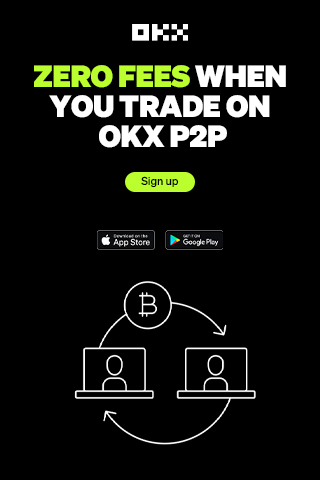 OKX
ZERO FEES WHEN
YOU TRADE ON
OKX P2P
Sign up
Download on the
App Store
GET IT ON
Google Play